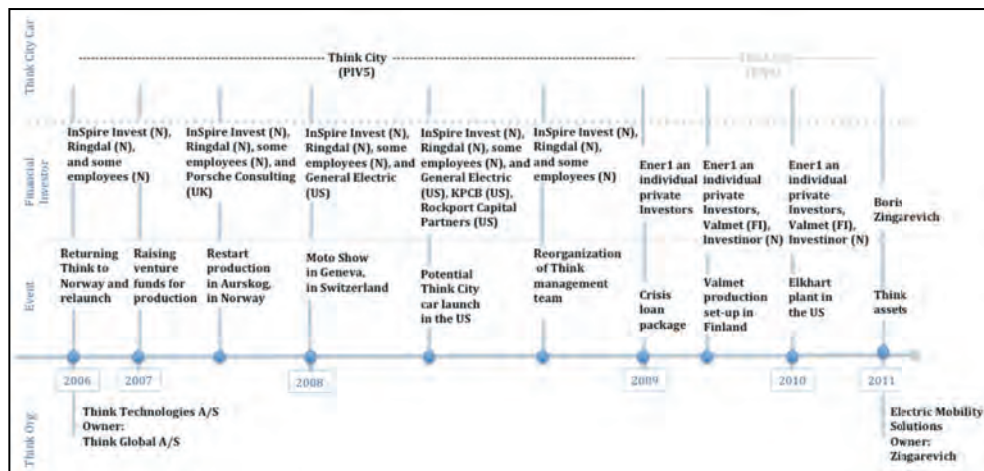 Think City Car
Think City
(PIV5)
Financial
Investor
InSpire Invest (N),
Ringdal (N),
and some
employees (N)
InSpire Invest (N),
Ringdal (N), some
employees (N), and
Porsche Consulting
(UK)
InSpire Invest (N),
Ringdal (N), some
employees (N), and
General Electric
(US)
InSpire Invest (N),
Ringdal (N), some
employees (N), and
General Electric
(US), KPCB (US),
Rockport Capital
Partners (US)
InSpire Invest (N),
Ringdal (N),
and some
employees (N)
Ener1 an
individual
private
Investors
Ener1 an
individual
private
Investors,
Valmet (FI),
Investinor (N)
Ener1 an
individual
private
Investors,
Valmet (FI),
Investinor (N)
Boris
Zingarevich
Event
Returning
Think to
Norway and
relaunch
Raising
venture
funds for
production
Restart
production
in Aurskog,
in Norway
Moto Show
in Geneva,
in Switzerland
Potential
Think City
car launch
in the US
Reorganization
of Think
management
team
Crisis
loan
package
Valmet
production
set-up in
Finland
Elkhart
plant in
the US
Think
assets
2006
2007
2008
2009
2010
2011
Think Org.
Think Technologies A/S
Owner:
Think Global A/S
Electric Mobility
Solutions
Owner:
Zingarevich